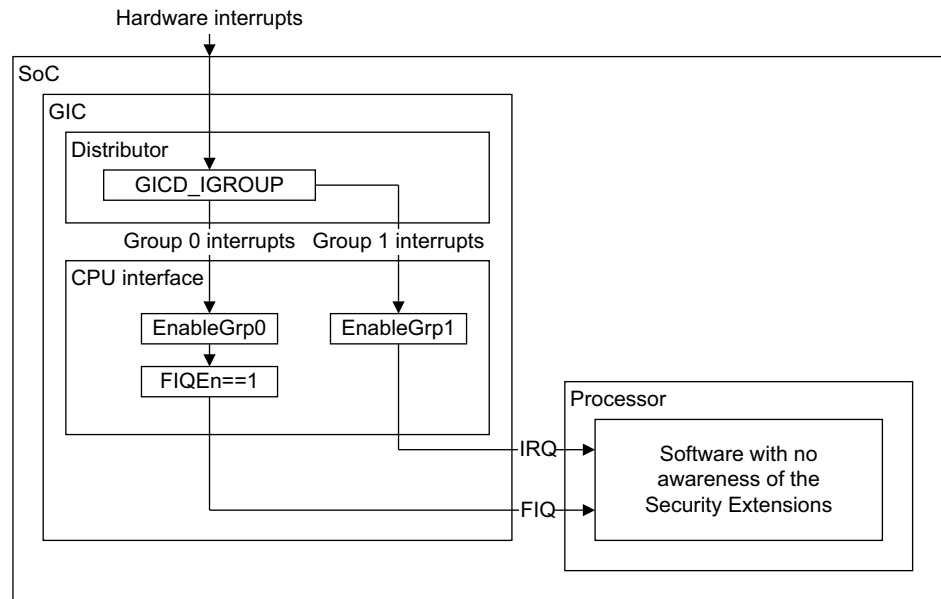 Hardware interrupts
SoC
GIC
Distributor
GICD_IGROUP
Group 0 interrupts
Group 1 interrupts
CPU interface
EnableGrp0
EnableGrp1
FIQEn==1
Processor
IRQ
Software with no
awareness of the
Security Extensions
FIQ